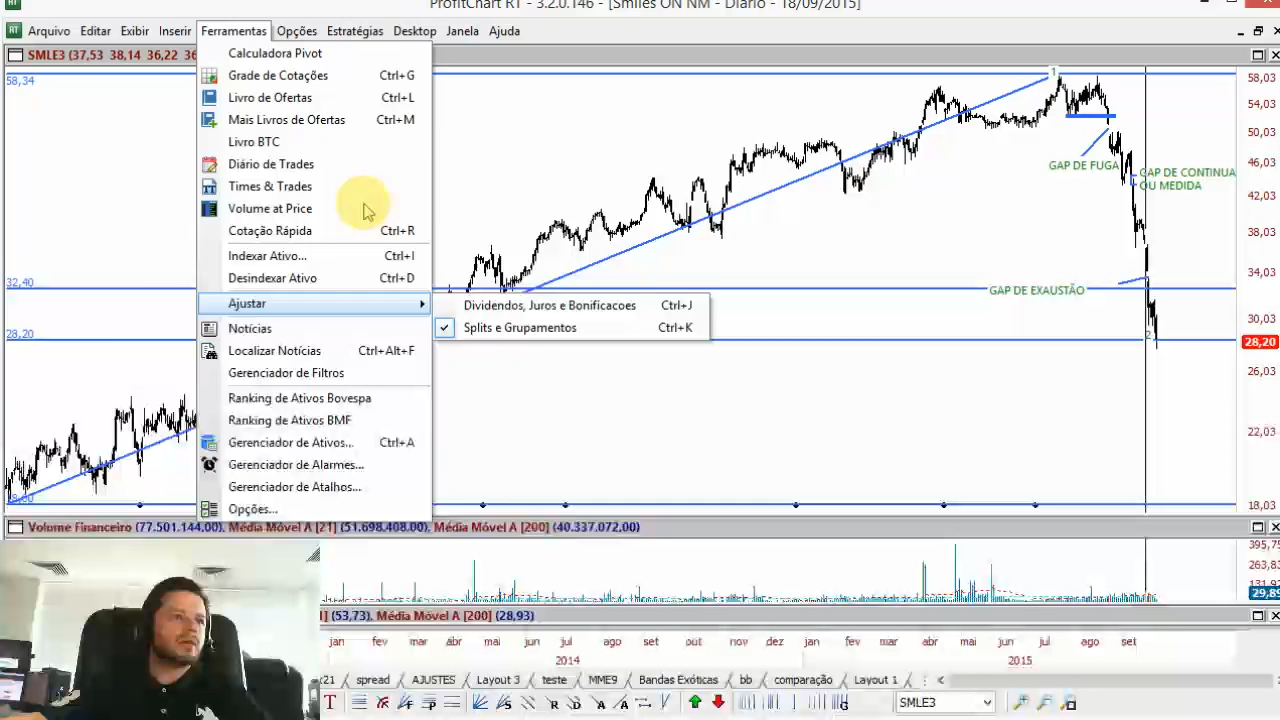 ProfitChart RT - 3.2.0.146 - [Smiles ON NM - Diário - 18/09/2015]
Arquivo Editar Exibir Inserir Ferramentas Opções Estratégias Desktop Janela Ajuda
SMLE3 (37,53 38,14 36,22 36
58,34
32,40
28,20
Calculadora Pivot
Grade de Cotações Ctrl+G
Livro de Ofertas Ctrl+L
Mais Livros de Ofertas Ctrl+M
Livro BTC
Diário de Trades
Times & Trades
Volume at Price
Cotação Rápida Ctrl+R
Indexar Ativo... Ctrl+I
Desindexar Ativo Ctrl+D
Ajustar
Notícias
Localizar Notícias Ctrl+Alt+F
Gerenciador de Filtros
Ranking de Ativos Bovespa
Ranking de Ativos BMF
Gerenciador de Ativos... Ctrl+A
Gerenciador de Alarmes...
Gerenciador de Atalhos...
Opções...
Dividendos, Juros e Bonificacoes Ctrl+J
Splits e Grupamentos Ctrl+K
1
GAP DE FUGA
GAP DE CONTINUA
OU MEDIDA
GAP DE EXAUSTÃO
2
58,03
54,03
50,03
46,03
42,03
38,03
34,03
30,03
28,20
26,03
22,03
18,03
Volume Financeiro (77.501.144,00) Média Móvel A [21] (51.698.408,00) Média Móvel A [200] (40.337.072,00)
395,75
263,83
131,9
29,89
] (53,73) Média Móvel A [200] (28,93)
jan fev mar abr mai jun jul ago set out nov dez jan fev mar abr mai jun jul ago set
2014 2015
x21 spread AJUSTES Layout 3 teste MME9 Bandas Exóticas bb comparação Layout 1
SMLE3